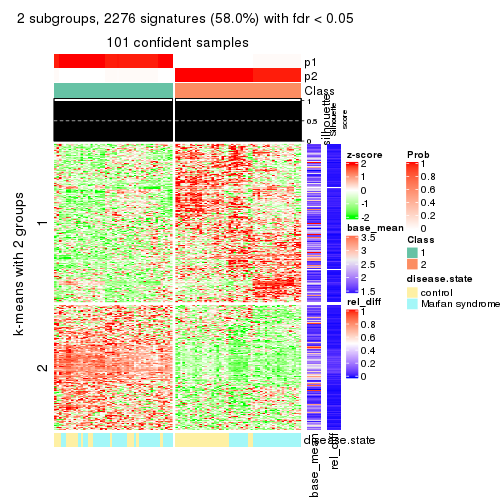 2 subgroups, 2276 signatures (58.0%) with fdr < 0.05
101 confident samples
p1
p2
Class
1
0.5
0
silhouette
Silhouette
score
k-means with 2 groups
1
2
disease.state
base_mean
rel_diff
z-score
2
1
0
-1
-2
base_mean
3.5
3
2.5
2
1.5
rel_diff
1
0.8
0.6
0.4
0.2
0
Prob
1
0.8
0.6
0.4
0.2
0
Class
1
2
disease.state
control
Marfan syndrome